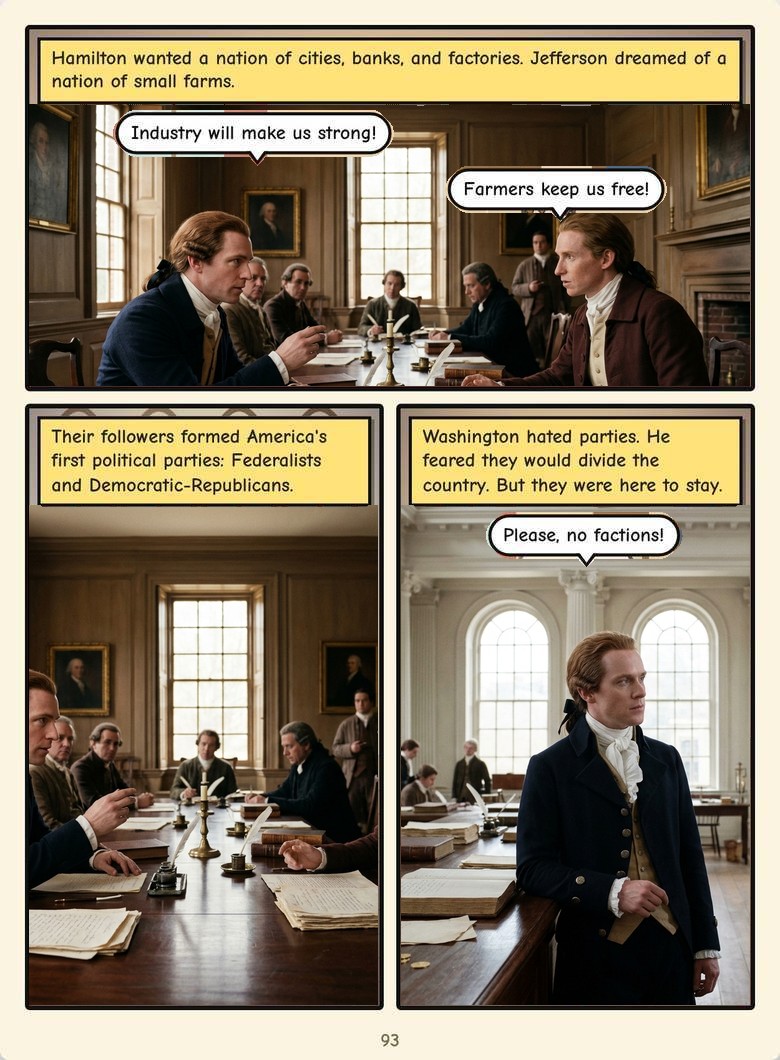 Hamilton wanted a nation of cities, banks, and factories. Jefferson dreamed of a
nation of small farms.
Industry will make us strong!
Farmers keep us free!
Their followers formed America's
first political parties: Federalists
and Democratic-Republicans.
Washington hated parties. He
feared they would divide the
country. But they were here to stay.
Please, no factions!
93